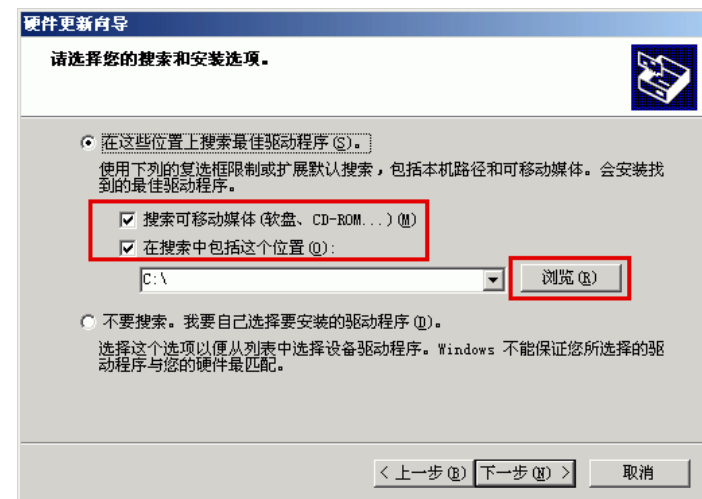 硬件更新向导
请选择您的搜索和安装选项。
在这些位置上搜索最佳驱动程序(S)。
使用下列的复选框限制或扩展默认搜索，包括本机路径和可移动媒体。会安装找
到的最佳驱动程序。
搜索可移动媒体(软盘、CD-ROM...)(M)
在搜索中包括这个位置(O):
C:\
浏览(R)
不要搜索。我要自己选择要安装的驱动程序(D)。
选择这个选项以便从列表中选择设备驱动程序。Windows 不能保证您所选择的驱
动程序与您的硬件最匹配。
< 上一步(B) 下一步(N) > 取消